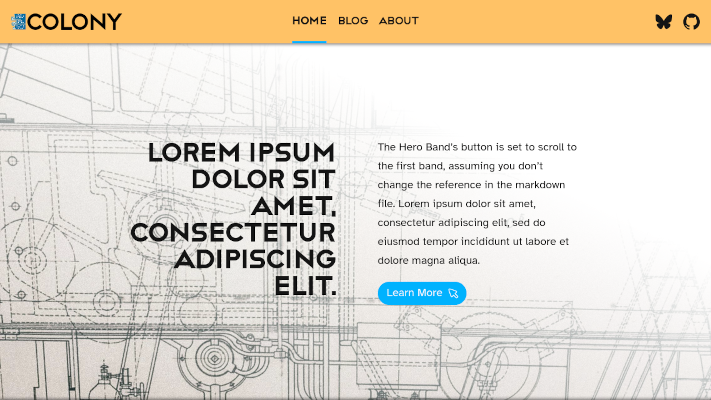 COLONY
HOME BLOG ABOUT
LOREM IPSUM
DOLOR SIT
AMET,
CONSECTETUR
ADIPISCING
ELIT.
The Hero Band's button is set to scroll to
the first band, assuming you don't
change the reference in the markdown
file. Lorem ipsum dolor sit amet,
consectetur adipiscing elit, sed do
eiusmod tempor incididunt ut labore et
dolore magna aliqua.
Learn More